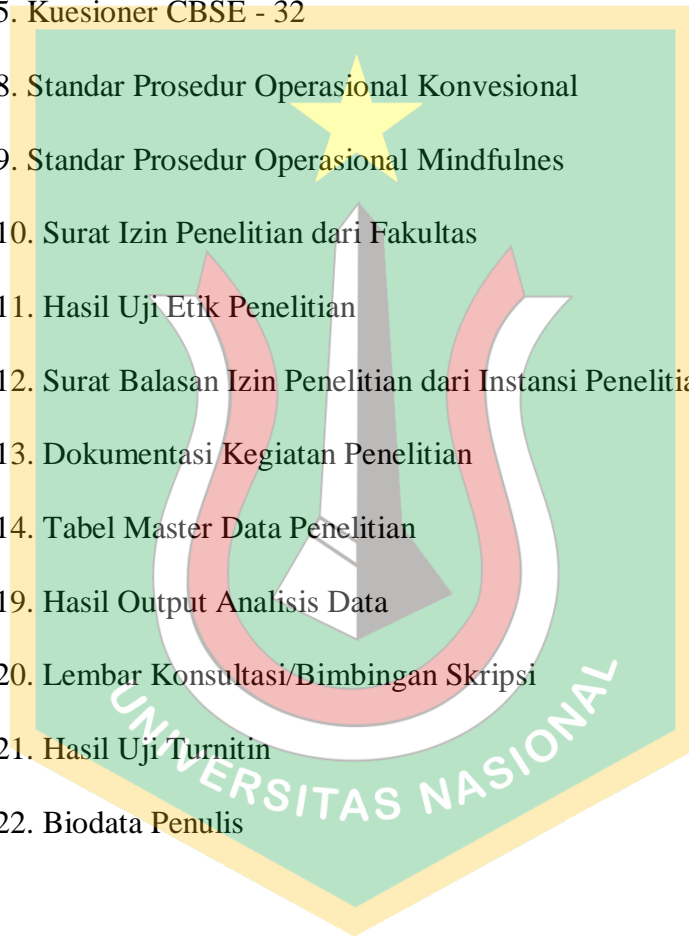 5. Kuesioner CBSE - 32
8. Standar Prosedur Operasional Konvesional
9. Standar Prosedur Operasional Mindfulnes
10. Surat Izin Penelitian dari Fakultas
11. Hasil Uji Etik Penelitian
12. Surat Balasan Izin Penelitian dari Instansi Penelitia
13. Dokumentasi Kegiatan Penelitian
14. Tabel Master Data Penelitian
19. Hasil Output Analisis Data
20. Lembar Konsultasi/Bimbingan Skripsi
21. Hasil Uji Turnitin
22. Biodata Penulis
UNIVERSITAS NASIONAL